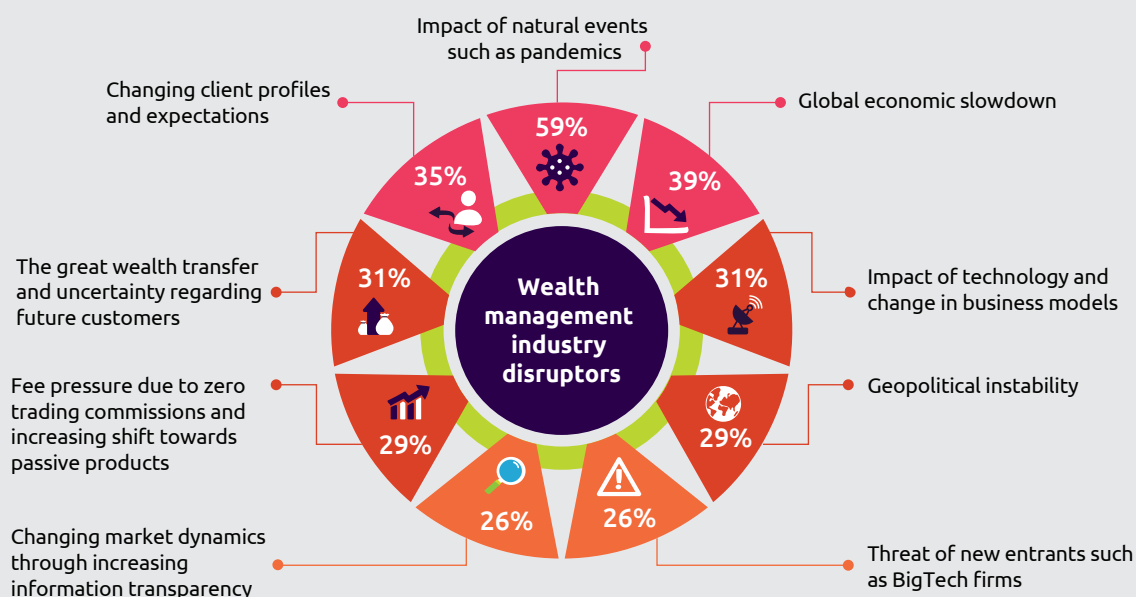 Impact of natural events
such as pandemics
Changing client profiles
and expectations
Global economic slowdown
59%
35%
39%
The great wealth transfer
and uncertainty regarding
future customers
31%
31%
Impact of technology and
change in business models
Wealth
management
industry
disruptors
Fee pressure due to zero
trading commissions and
increasing shift towards
passive products
29%
29%
Geopolitical instability
Changing market dynamics
through increasing
information transparency
26%
26%
Threat of new entrants such
as BigTech firms